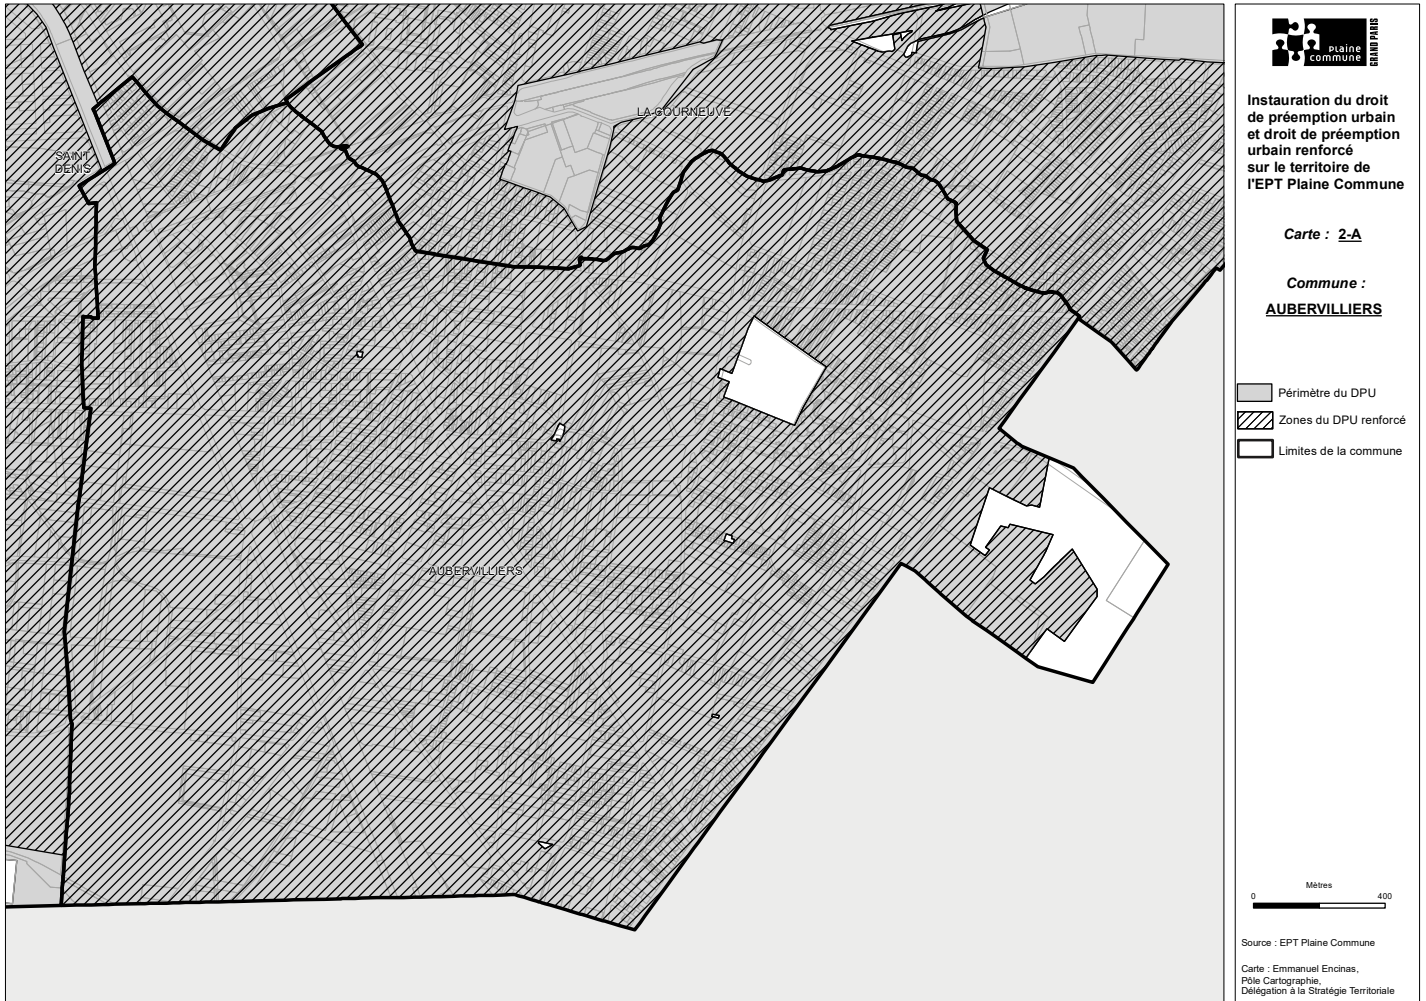 LA COURNEUVE
SAINT
DENIS
AUBERVILLIERS
PLaine
commune
GRAND PARIS
Instauration du droit
de préemption urbain
et droit de préemption
urbain renforcé
sur le territoire de
l'EPT Plaine Commune
Carte : 2-A
Commune :
AUBERVILLIERS
Périmètre du DPU
Zones du DPU renforcé
Limites de la commune
Mètres
0 400
Source : EPT Plaine Commune
Carte : Emmanuel Encinas,
Pôle Cartographie,
Délégation à la Stratégie Territoriale